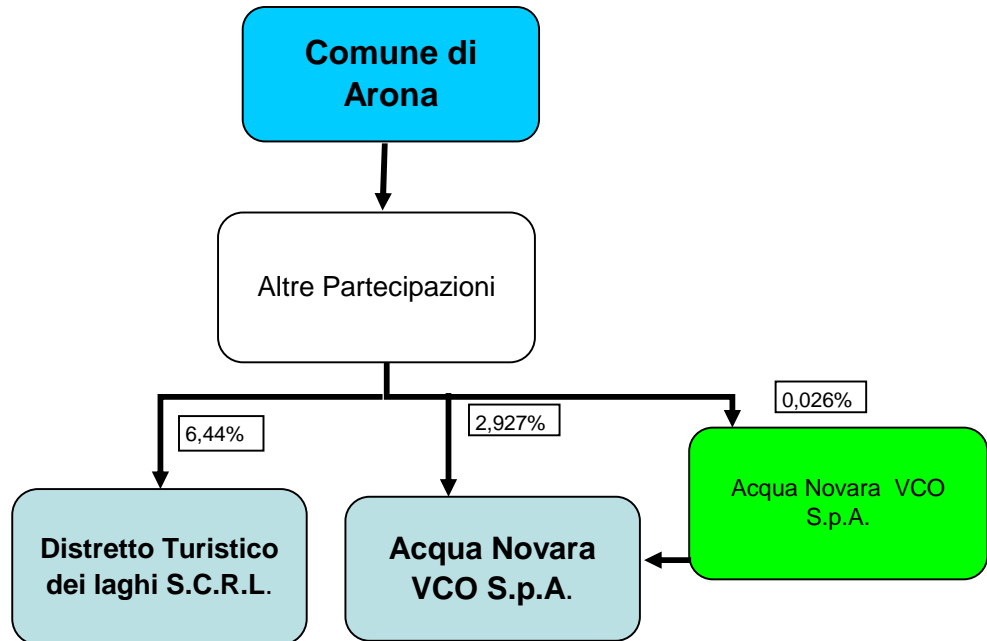 Comune di
Arona
Altre Partecipazioni
6,44%
2,927%
0,026%
Distretto Turistico
dei laghi S.C.R.L.
Acqua Novara
VCO S.p.A.
Acqua Novara VCO
S.p.A.